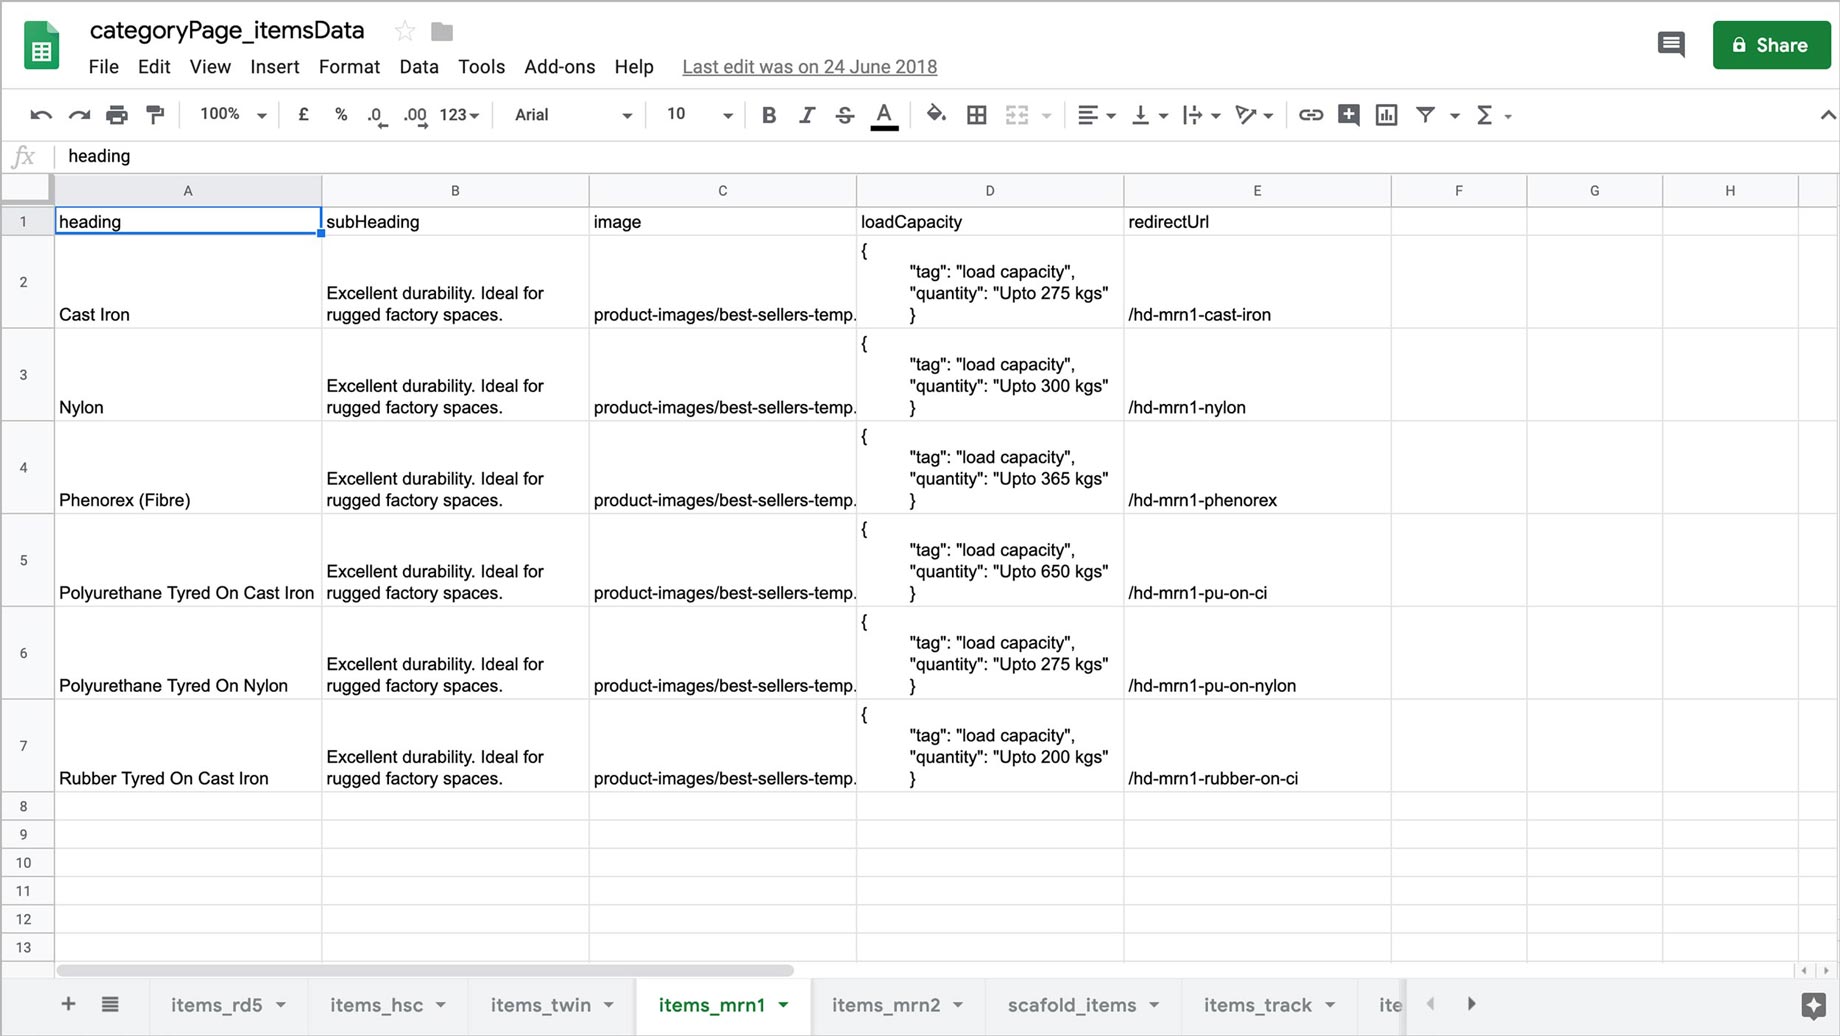 categoryPage_itemsData
File Edit View Insert Format Data Tools Add-ons Help Last edit was on 24 June 2018
Share
100% £ % .0 .00 123 Arial 10 B I S A Σ
fx heading
A B C D E F G H
1 heading subHeading image loadCapacity redirectUrl
{
"tag": "load capacity",
2 Excellent durability. Ideal for "quantity": "Upto 275 kgs"
Cast Iron rugged factory spaces. product-images/best-sellers-temp. } /hd-mrn1-cast-iron
{
"tag": "load capacity",
3 Excellent durability. Ideal for "quantity": "Upto 300 kgs"
Nylon rugged factory spaces. product-images/best-sellers-temp. } /hd-mrn1-nylon
{
"tag": "load capacity",
4 Excellent durability. Ideal for "quantity": "Upto 365 kgs"
Phenorex (Fibre) rugged factory spaces. product-images/best-sellers-temp. } /hd-mrn1-phenorex
{
"tag": "load capacity",
5 Excellent durability. Ideal for "quantity": "Upto 650 kgs"
Polyurethane Tyred On Cast Iron rugged factory spaces. product-images/best-sellers-temp. } /hd-mrn1-pu-on-ci
{
"tag": "load capacity",
6 Excellent durability. Ideal for "quantity": "Upto 275 kgs"
Polyurethane Tyred On Nylon rugged factory spaces. product-images/best-sellers-temp. } /hd-mrn1-pu-on-nylon
{
"tag": "load capacity",
7 Excellent durability. Ideal for "quantity": "Upto 200 kgs"
Rubber Tyred On Cast Iron rugged factory spaces. product-images/best-sellers-temp. } /hd-mrn1-rubber-on-ci
8
9
10
11
12
13
+ items_rd5 items_hsc items_twin items_mrn1 items_mrn2 scafold_items items_track ite